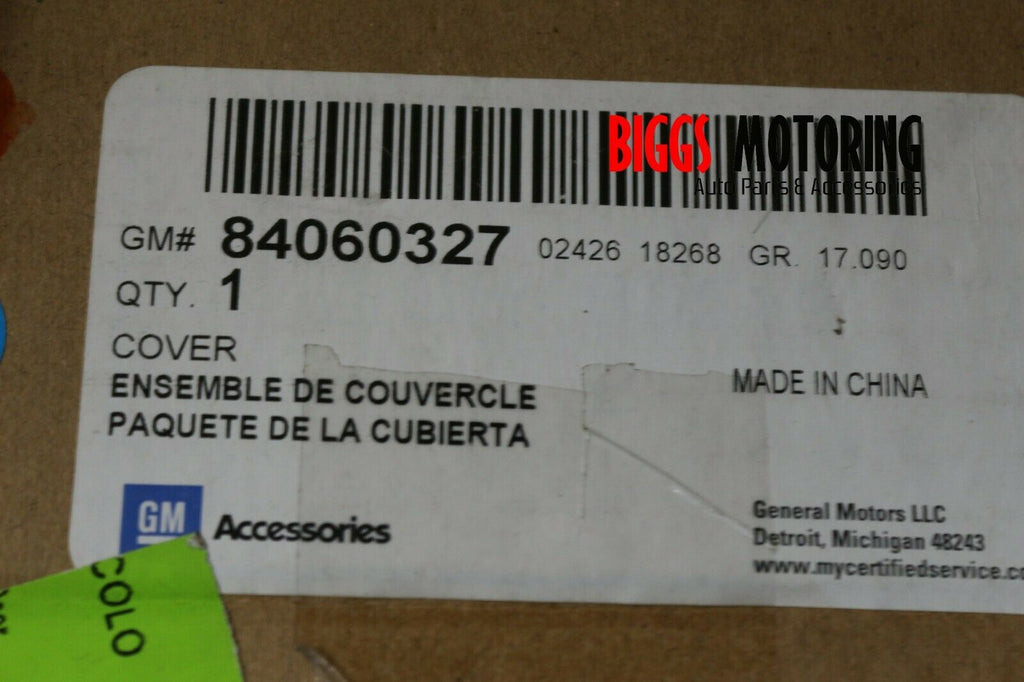 BIGGS MOTORING
Auto Parts & Accessories
GM# 84060327 02426 18268 GR. 17.090
QTY. 1
COVER
ENSEMBLE DE COUVERCLE
MADE IN CHINA
PAQUETE DE LA CUBIERTA
GM Accessories
General Motors LLC
Detroit, Michigan 48243
www.mycertifiedservice.co
COLO